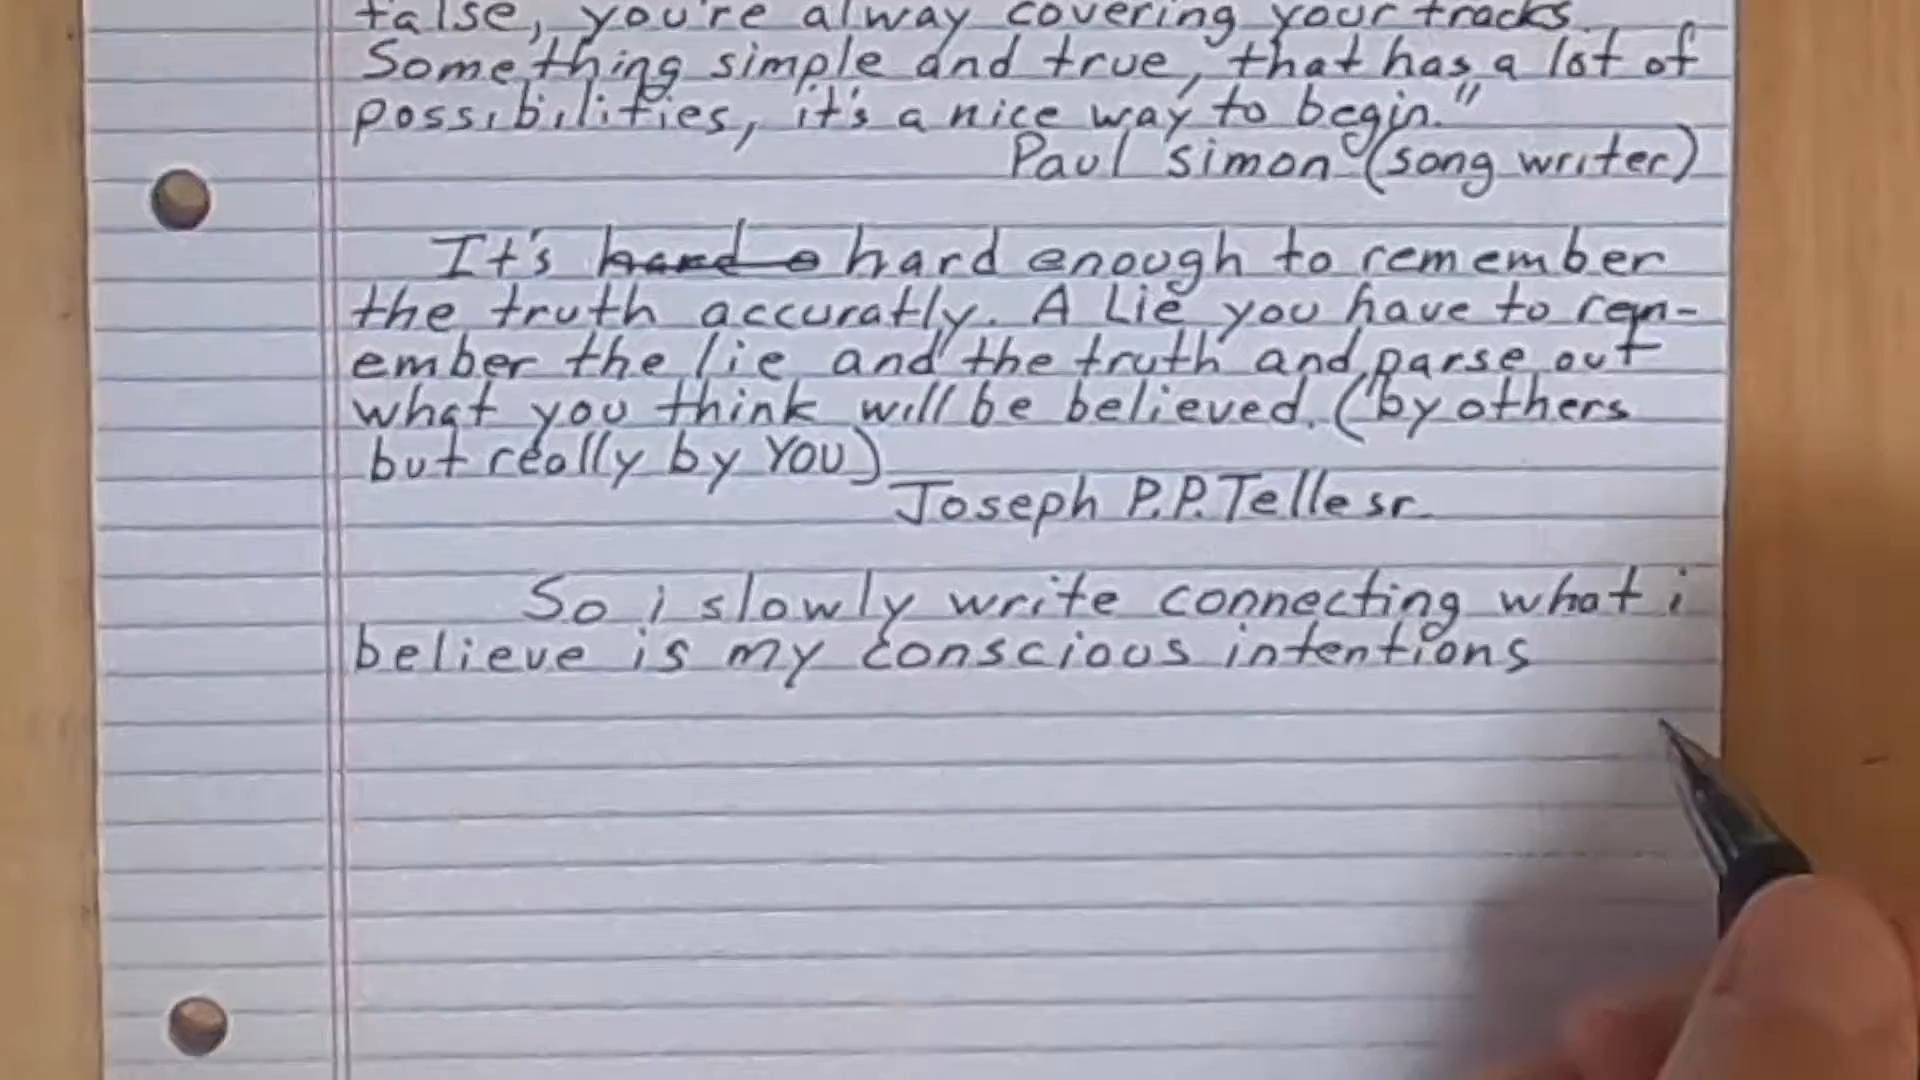 false, you're alway covering your tracks.
Something simple and true, that has a lot of
possibilities, it's a nice way to begin."
Paul Simon (song writer)
It's hard e hard enough to remember
the truth accuratly. A Lie you have to rem-
ember the lie and the truth and parse out
what you think will be believed. (by others
but really by YOU)
Joseph P.P. Telle sr.
So i slowly write connecting what i
believe is my conscious intentions